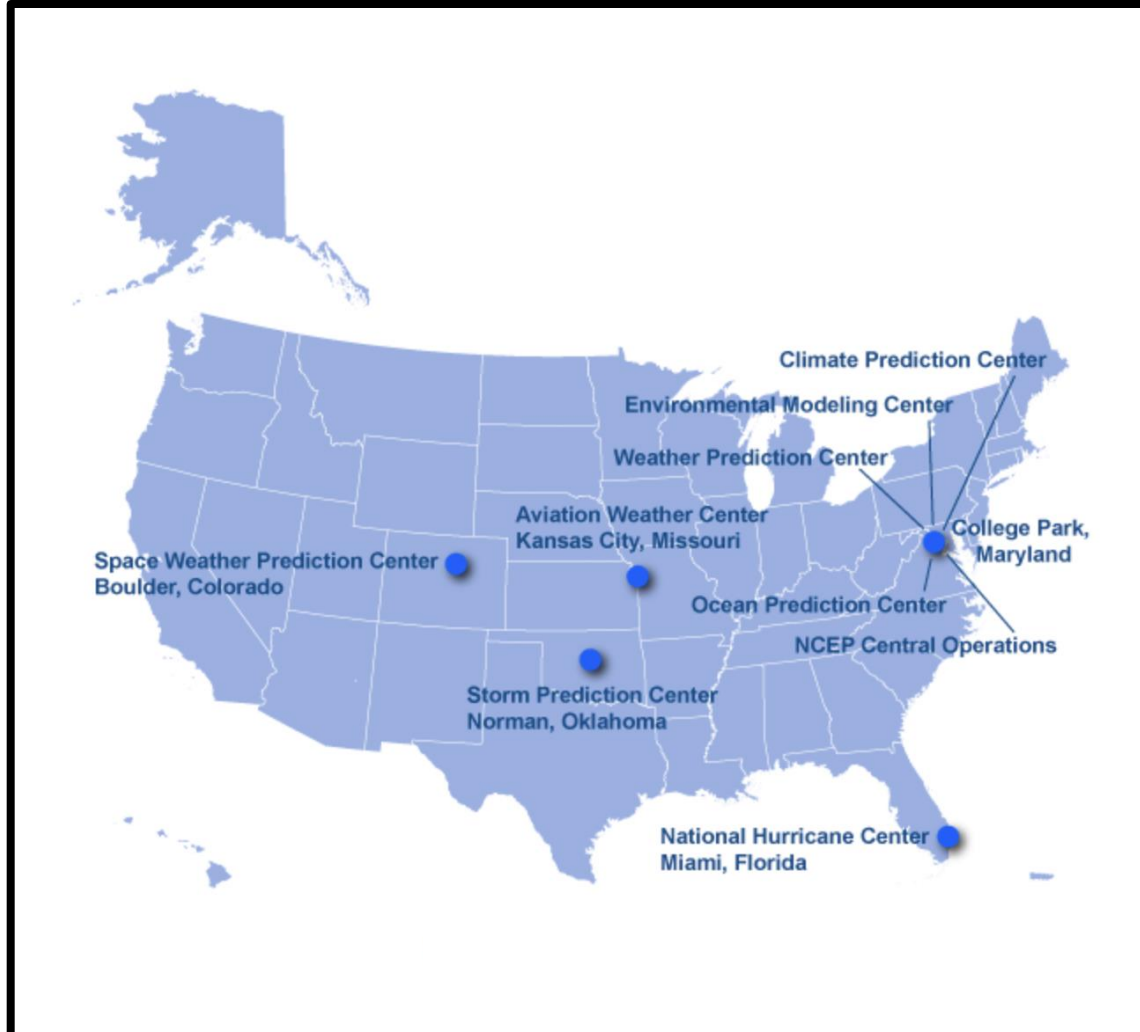 Climate Prediction Center
Environmental Modeling Center
Weather Prediction Center
Aviation Weather Center
Kansas City, Missouri
College Park,
Maryland
Space Weather Prediction Center
Boulder, Colorado
Ocean Prediction Center
NCEP Central Operations
Storm Prediction Center
Norman, Oklahoma
National Hurricane Center
Miami, Florida